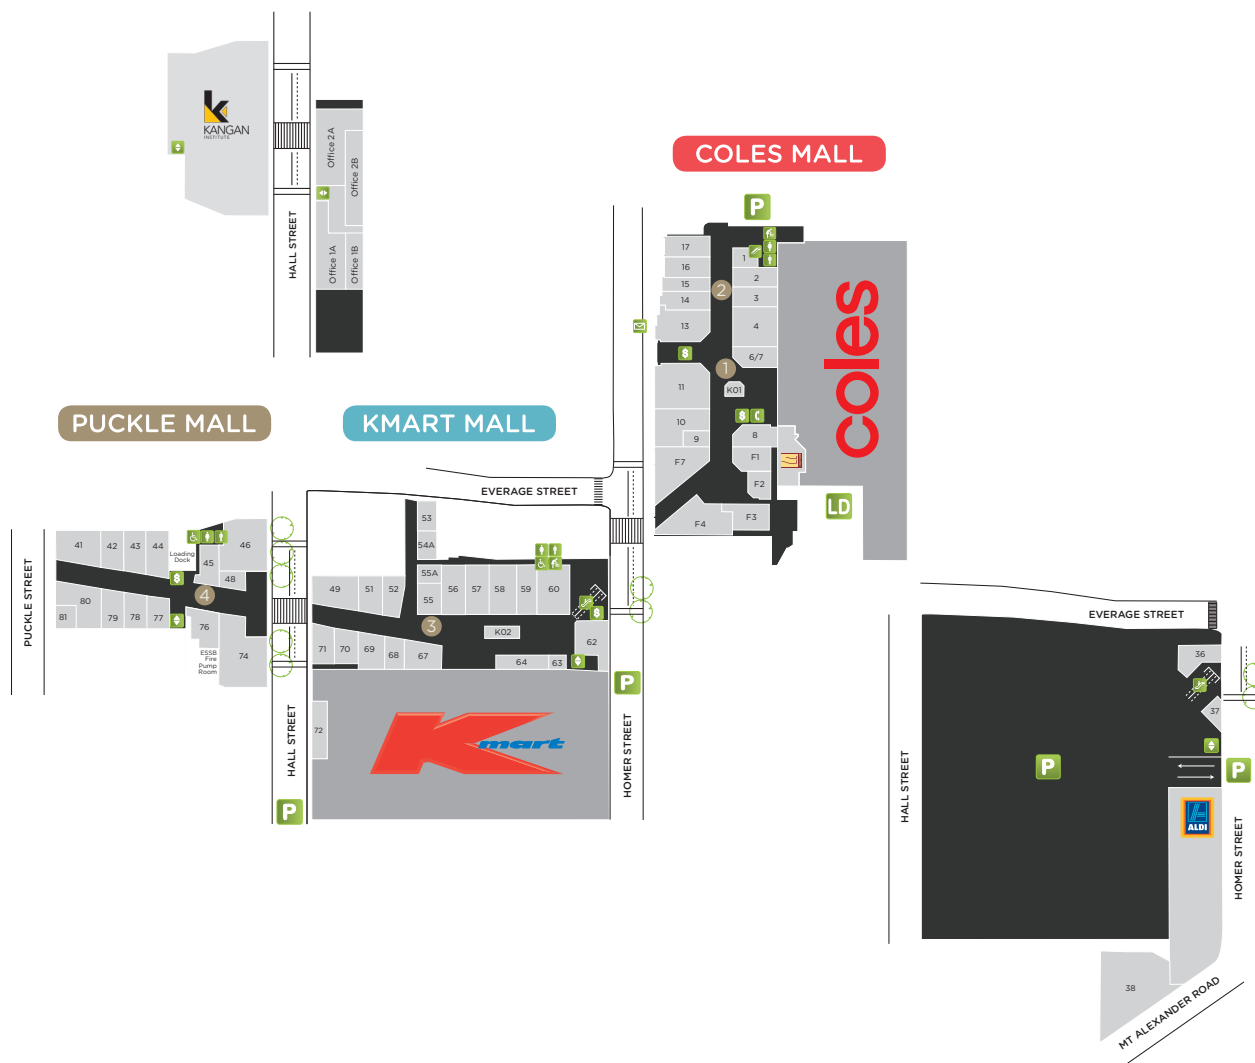 KANGAN
INSTITUTE
HALL STREET
Office 2A
Office 2B
Office 1A
Office 1B
COLES MALL
P
17
16
15
14
13
1
2
3
4
6/7
2
1
$
11
K01
10
9
$
8
F7
F1
F2
F3
F4
coles
LD
PUCKLE MALL
KMART MALL
EVERAGE STREET
PUCKLE STREET
41
42
43
44
Loading
Dock
45
46
48
$
4
80
81
79
78
77
76
ESSB
Fire
Pump
Room
74
HALL STREET
P
53
54A
55A
55
49
51
52
56
57
58
59
60
3
K02
$
62
71
70
69
68
67
64
63
72
Kmart
P
HOMER STREET
EVERAGE STREET
36
37
HALL STREET
P
P
ALDI
HOMER STREET
38
MT ALEXANDER ROAD